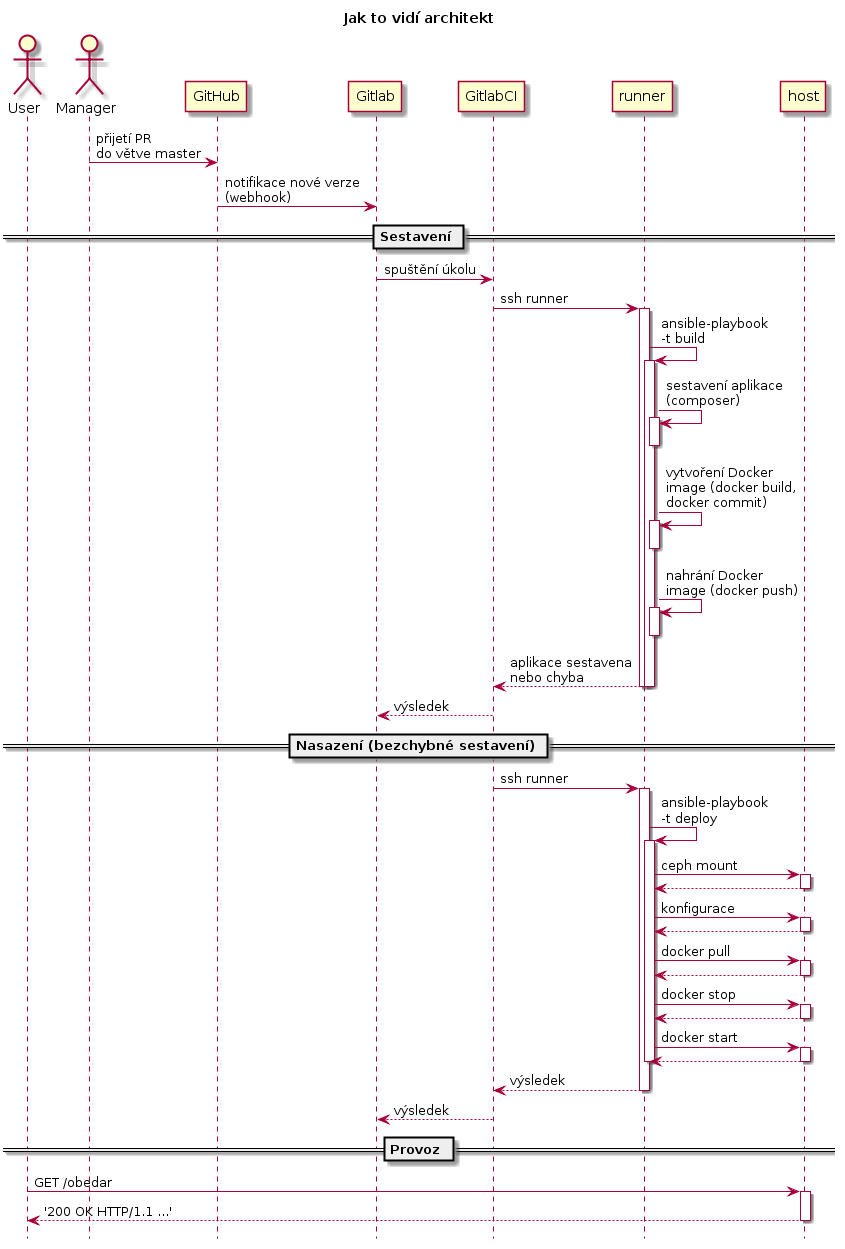 Jak to vidí architekt
User
Manager
GitHub
Gitlab
GitlabCI
runner
host
přijetí PR
do větve master
notifikace nové verze
(webhook)
Sestavení
spuštění úkolu
ssh runner
ansible-playbook
-t build
sestavení aplikace
(composer)
vytvoření Docker
image (docker build,
docker commit)
nahrání Docker
image (docker push)
aplikace sestavena
nebo chyba
výsledek
Nasazení (bezchybné sestavení)
ssh runner
ansible-playbook
-t deploy
ceph mount
konfigurace
docker pull
docker stop
docker start
výsledek
výsledek
Provoz
GET /obedar
'200 OK HTTP/1.1 ...'